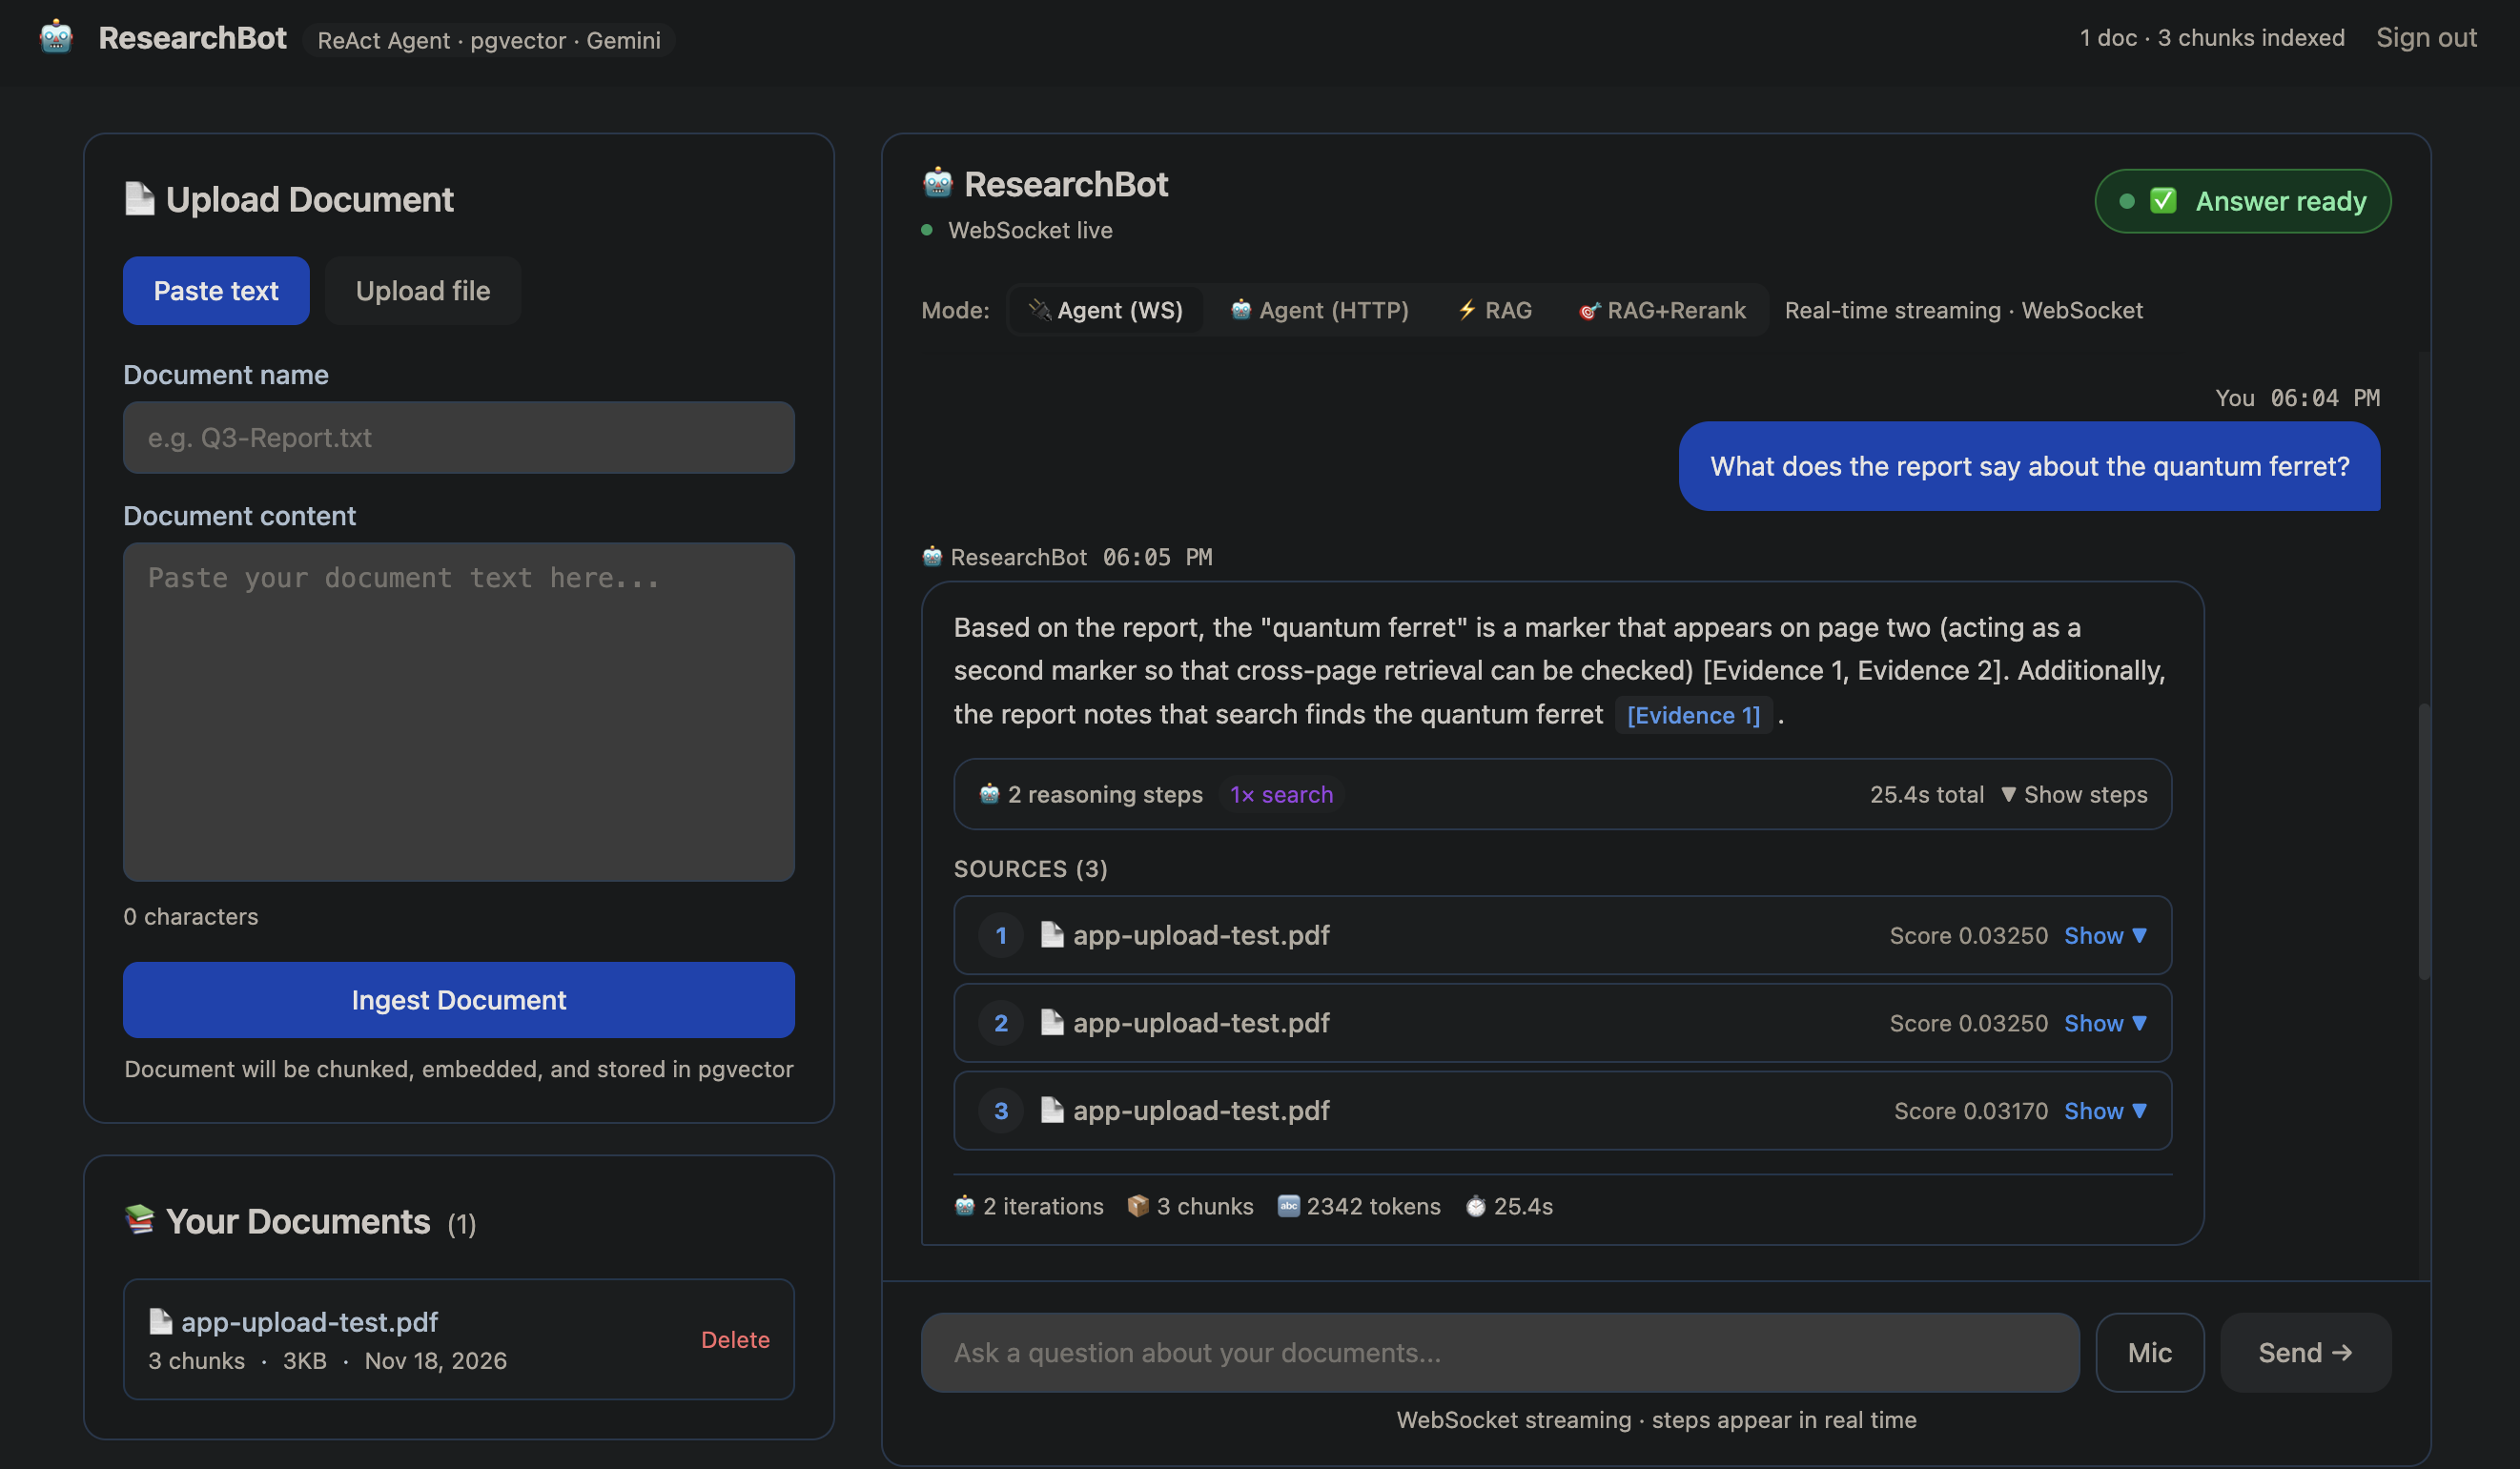 ResearchBot
ReAct Agent · pgvector · Gemini
1 doc · 3 chunks indexed
Sign out
Upload Document
Paste text
Upload file
Document name
e.g. Q3-Report.txt
Document content
Paste your document text here...
0 characters
Ingest Document
Document will be chunked, embedded, and stored in pgvector
Your Documents (1)
app-upload-test.pdf
3 chunks · 3KB · Nov 18, 2026
Delete
ResearchBot
WebSocket live
Answer ready
Mode:
Agent (WS)
Agent (HTTP)
RAG
RAG+Rerank
Real-time streaming · WebSocket
You 06:04 PM
What does the report say about the quantum ferret?
ResearchBot 06:05 PM
Based on the report, the "quantum ferret" is a marker that appears on page two (acting as a
second marker so that cross-page retrieval can be checked) [Evidence 1, Evidence 2]. Additionally,
the report notes that search finds the quantum ferret [Evidence 1] .
2 reasoning steps 1× search 25.4s total ▼ Show steps
SOURCES (3)
1 app-upload-test.pdf Score 0.03250 Show ▼
2 app-upload-test.pdf Score 0.03250 Show ▼
3 app-upload-test.pdf Score 0.03170 Show ▼
2 iterations 3 chunks abc 2342 tokens 25.4s
Ask a question about your documents...
Mic
Send →
WebSocket streaming · steps appear in real time